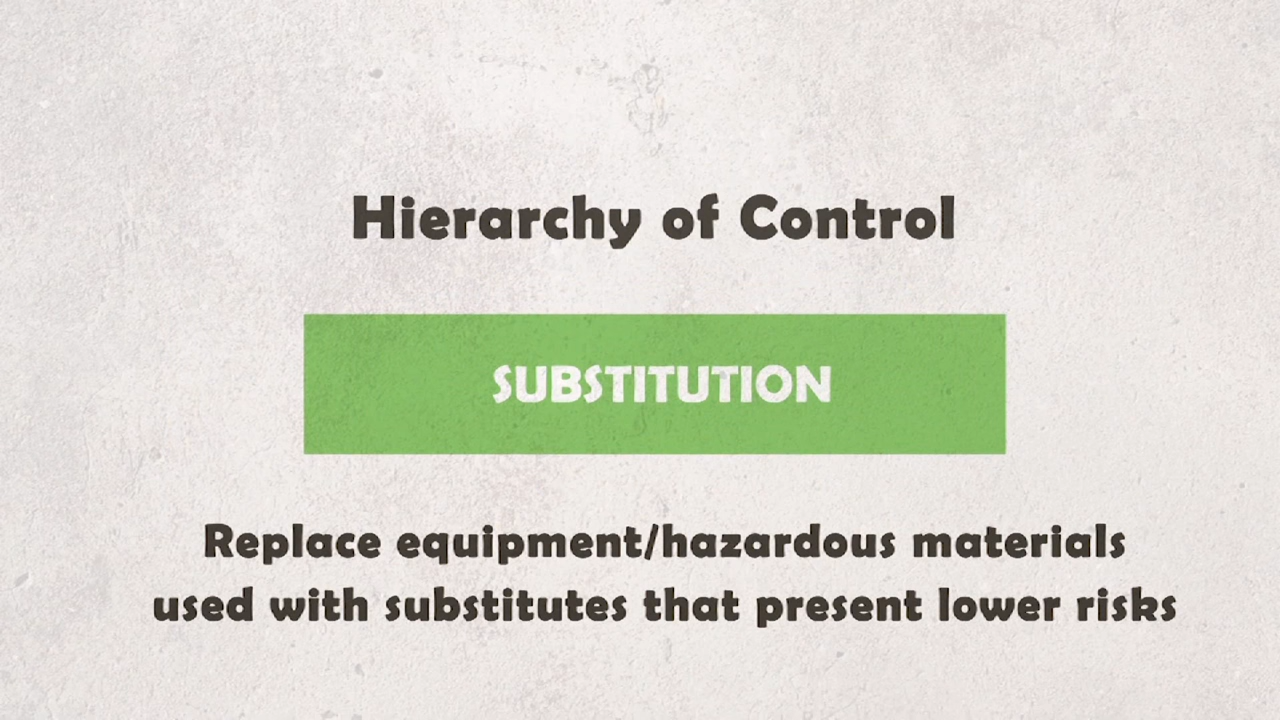 Hierarchy of Control
SUBSTITUTION
Replace equipment/hazardous materials
used with substitutes that present lower risks